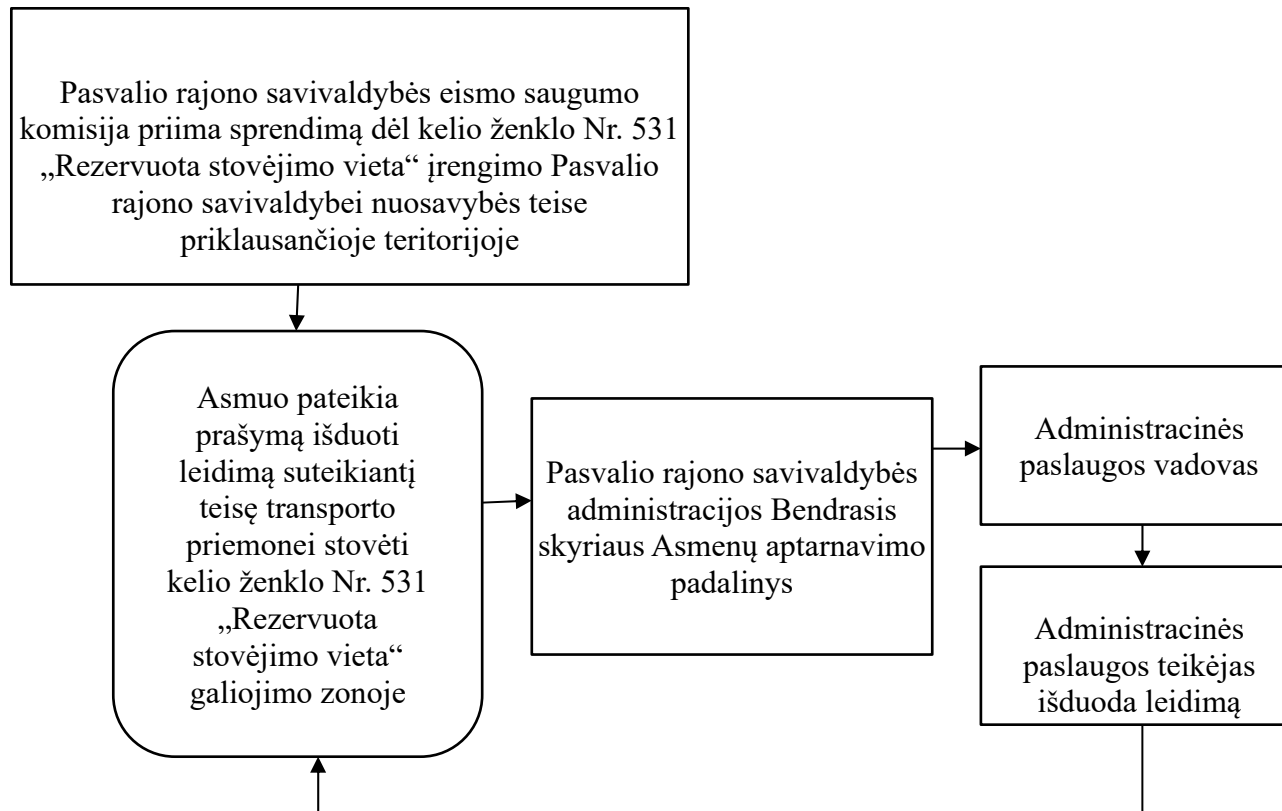 Pasvalio rajono savivaldybės eismo saugumo
komisija priima sprendimą dėl kelio ženklo Nr. 531
„Rezervuota stovėjimo vieta“ įrengimo Pasvalio
rajono savivaldybei nuosavybės teise
priklausančioje teritorijoje
Asmuo pateikia
prašymą išduoti
leidimą suteikiantį
teisę transporto
priemonei stovėti
kelio ženklo Nr. 531
„Rezervuota
stovėjimo vieta“
galiojimo zonoje
Pasvalio rajono savivaldybės
administracijos Bendrasis
skyriaus Asmenų aptarnavimo
padalinys
Administracinės
paslaugos vadovas
Administracinės
paslaugos teikėjas
išduoda leidimą